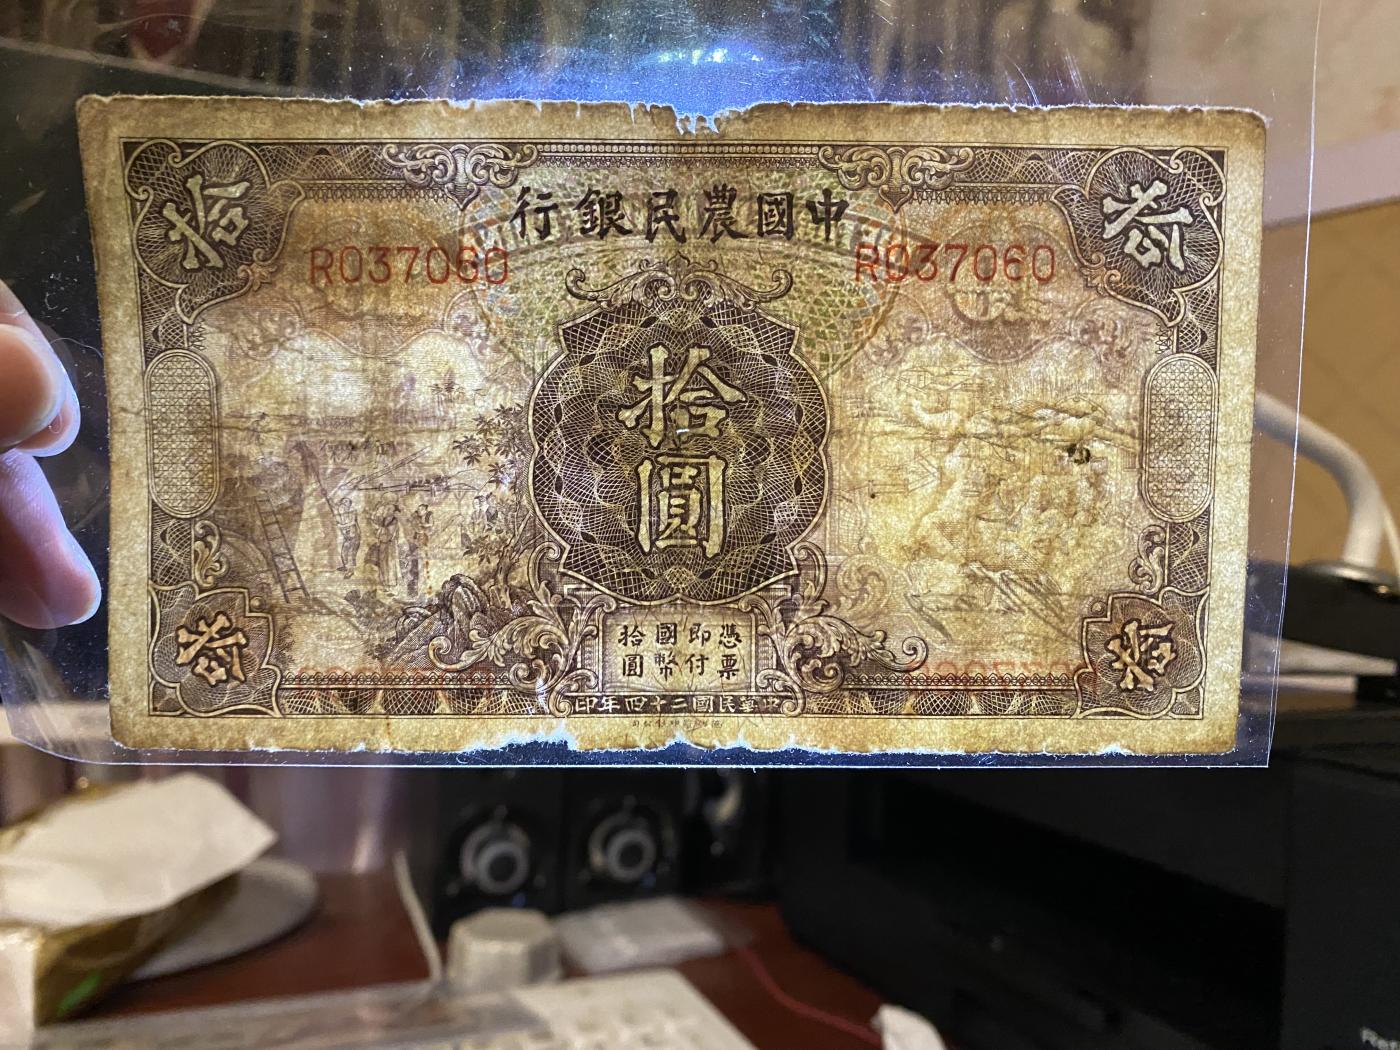 中國農民銀行
拾
拾
R037060
R037060
拾圓
拾
拾
憑票即付國幣拾圓
中華民國二十四年印